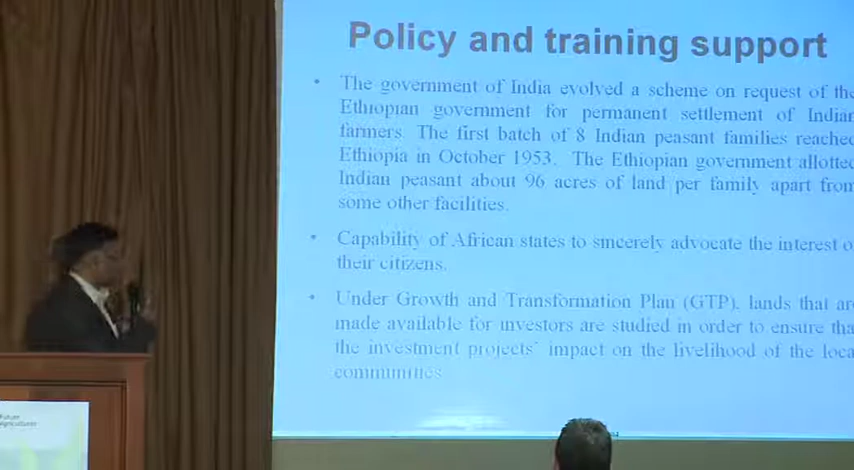 Policy and training support
• The government of India evolved a scheme on request of the
Ethiopian government for permanent settlement of Indian
farmers. The first batch of 8 Indian peasant families reached
Ethiopia in October 1953. The Ethiopian government allotted
Indian peasant about 96 acres of land per family apart from
some other facilities.
• Capability of African states to sincerely advocate the interest o
their citizens.
• Under Growth and Transformation Plan (GTP), lands that are
made available for investors are studied in order to ensure tha
the investment projects' impact on the livelihood of the loca
communities
Future
Agricultures